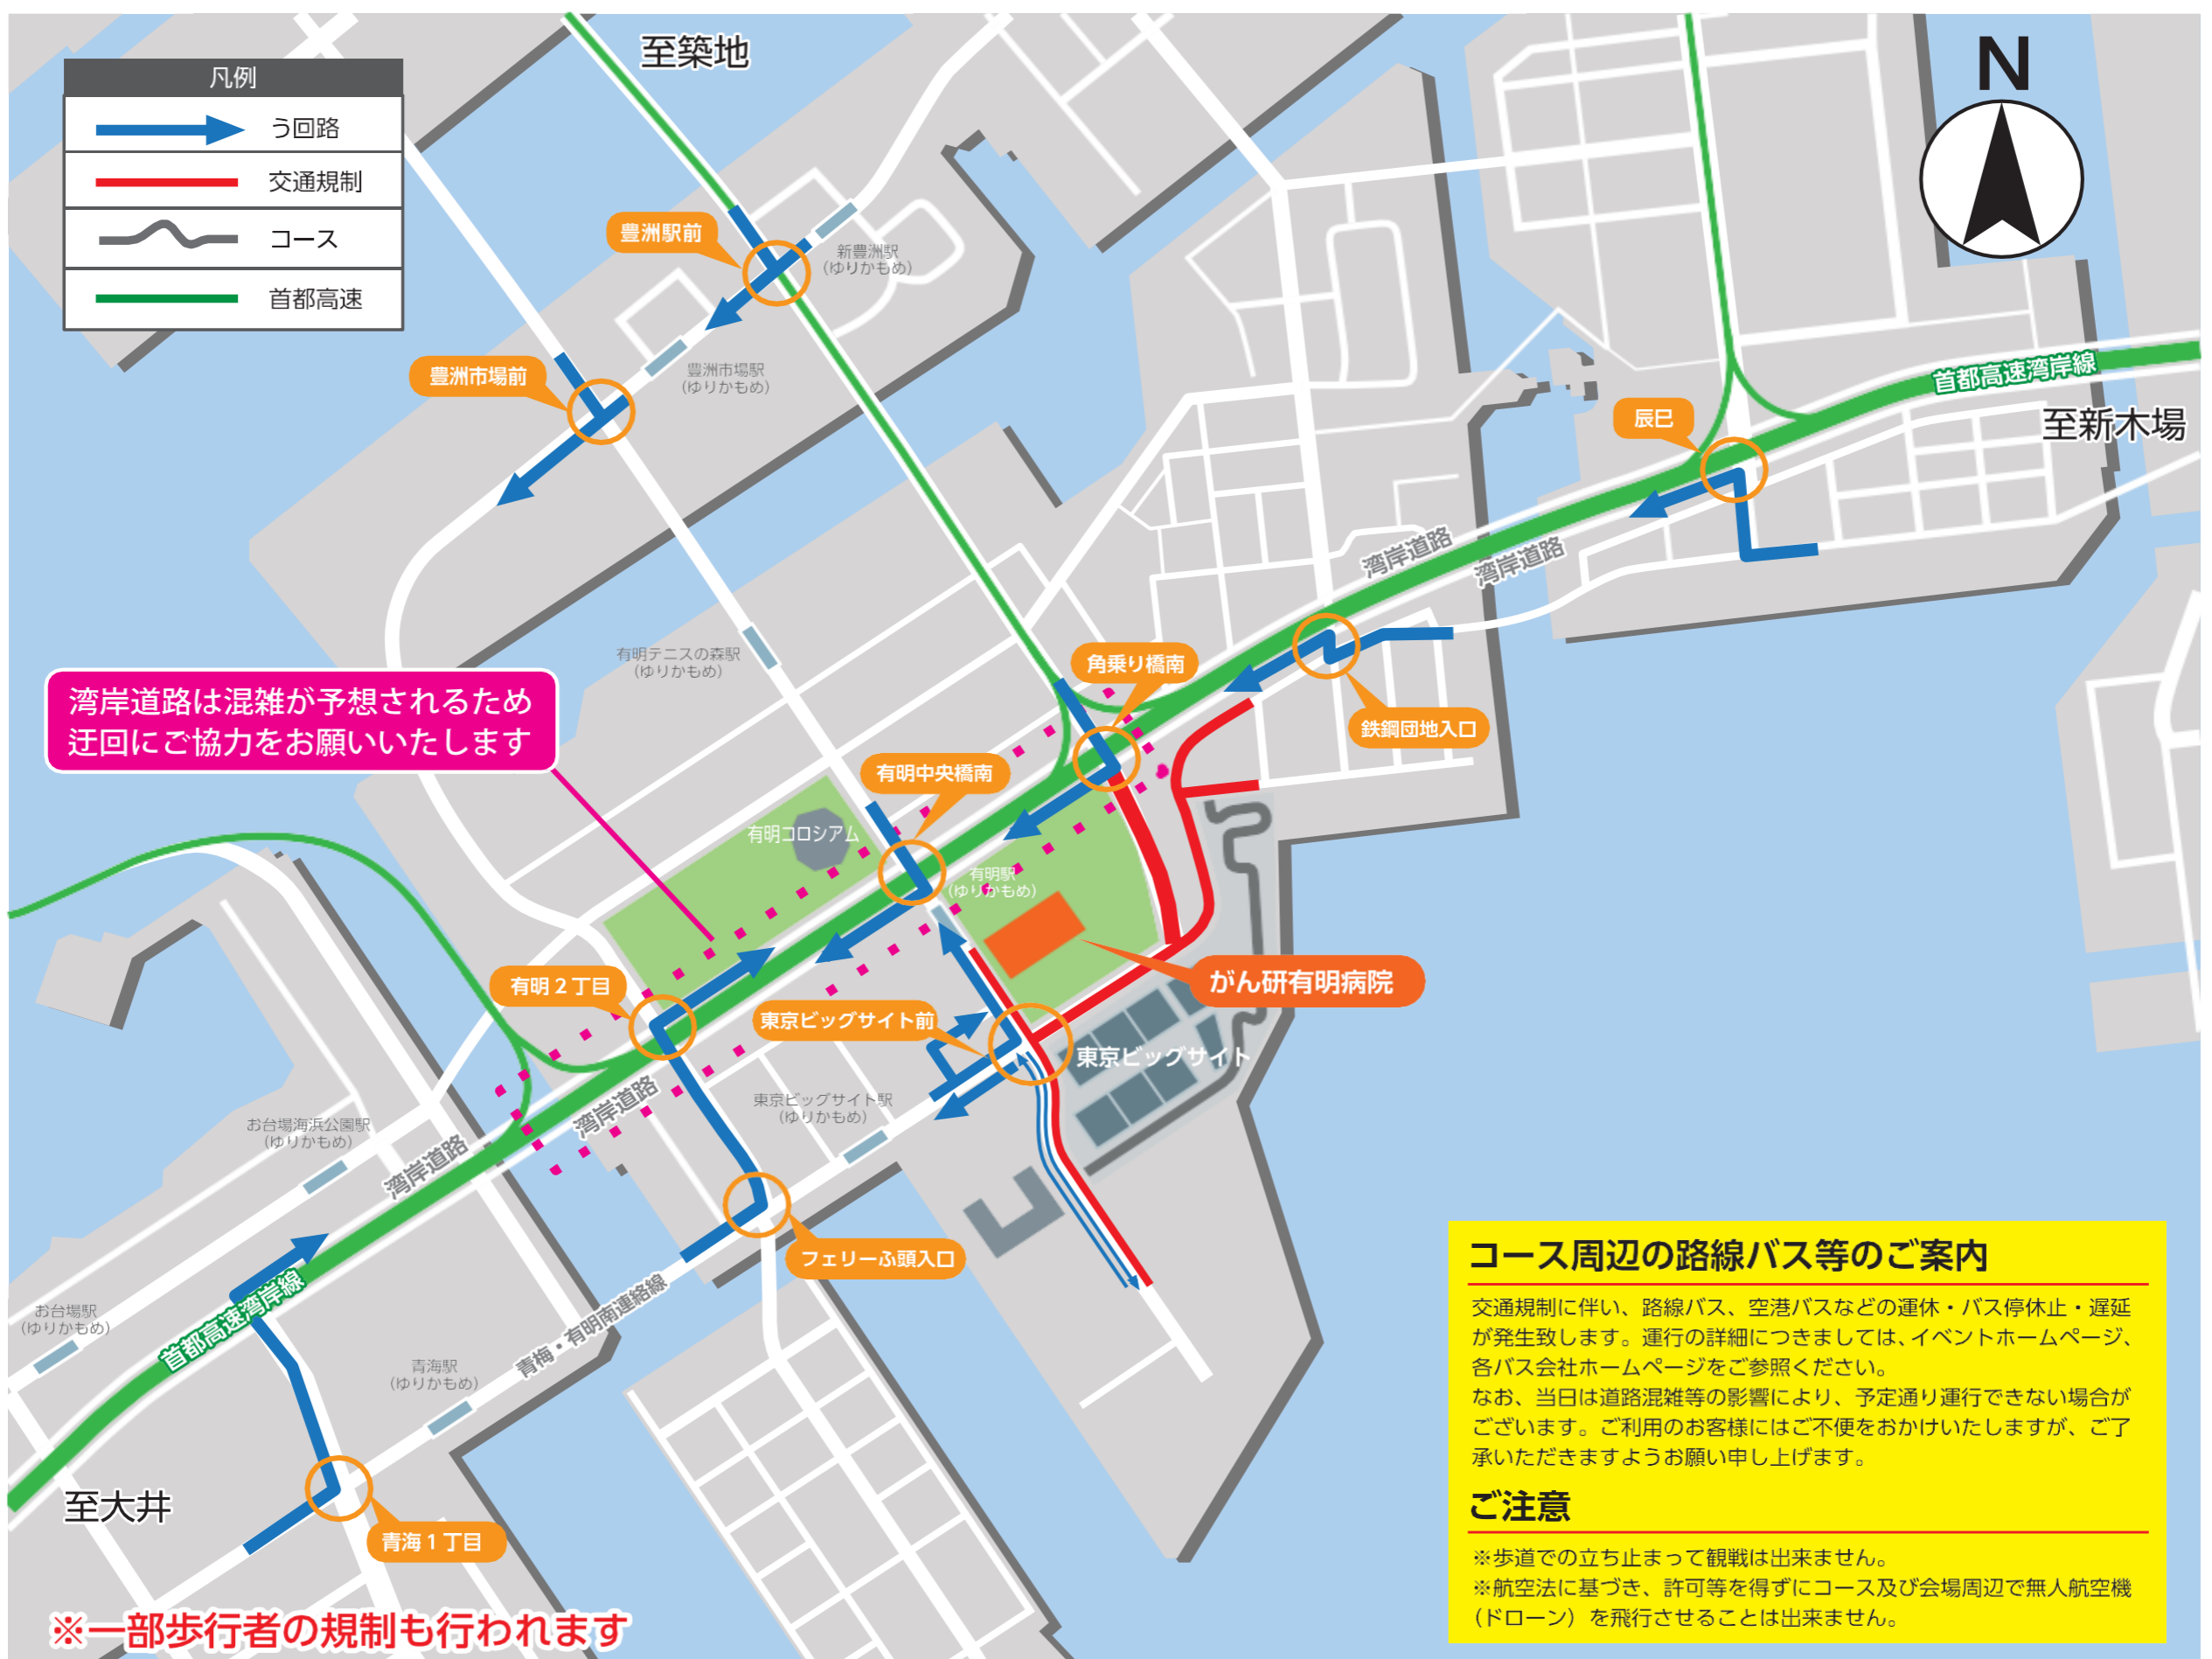 至築地
N
凡例
う回路
交通規制
コース
首都高速
豊洲駅前
新豊洲駅
(ゆりかもめ)
豊洲市場前
豊洲市場駅
(ゆりかもめ)
首都高速湾岸線
辰巳
至新木場
湾岸道路
湾岸道路
有明テニスの森駅
(ゆりかもめ)
角乗り橋南
湾岸道路は混雑が予想されるため
迂回にご協力をお願いいたします
鉄鋼団地入口
有明中央橋南
有明コロシアム
有明駅
(ゆりかもめ)
有明2丁目
がん研有明病院
東京ビッグサイト前
東京ビッグサイト
東京ビッグサイト駅
(ゆりかもめ)
湾岸道路
お台場海浜公園駅
(ゆりかもめ)
湾岸道路
フェリーふ頭入口
首都高速湾岸線
お台場駅
(ゆりかもめ)
青梅・有明南連絡線
青海駅
(ゆりかもめ)
至大井
青海1丁目
※一部歩行者の規制も行われます
コース周辺の路線バス等のご案内
交通規制に伴い、路線バス、空港バスなどの運休・バス停休止・遅延
が発生致します。運行の詳細につきましては、イベントホームページ、
各バス会社ホームページをご参照ください。
なお、当日は道路混雑等の影響により、予定通り運行できない場合が
ございます。ご利用のお客様にはご不便をおかけいたしますが、ご了
承いただきますようお願い申し上げます。
ご注意
※歩道での立ち止まって観戦は出来ません。
※航空法に基づき、許可等を得ずにコース及び会場周辺で無人航空機
（ドローン）を飛行させることは出来ません。